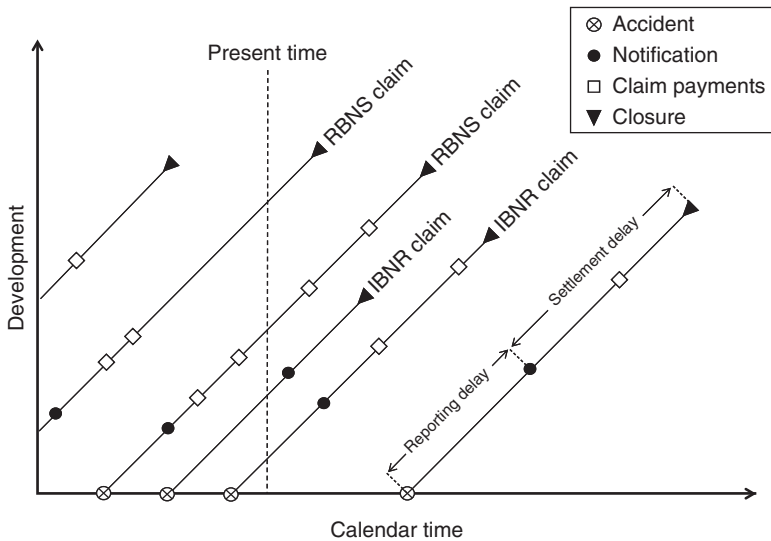 Accident
Notification
Claim payments
Closure
Present time
RBNS claim
RBNS claim
IBNR claim
IBNR claim
Development
Settlement delay
Reporting delay
Calendar time